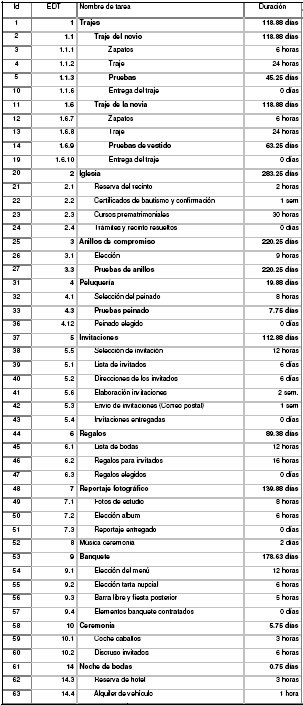 Id EDT Nombre de tarea Duración
1 1 Trajes 118.88 días
2 1.1 Traje del novio 118.88 días
3 1.1.1 Zapatos 6 horas
4 1.1.2 Traje 24 horas
5 1.1.3 Pruebas 45.25 días
10 1.1.6 Entrega del traje 0 días
11 1.6 Traje de la novia 118.88 días
12 1.6.7 Zapatos 6 horas
13 1.6.8 Traje 24 horas
14 1.6.9 Pruebas de vestido 63.25 días
19 1.6.10 Entrega del traje 0 días
20 2 Iglesia 283.25 días
21 2.1 Reserva del recinto 2 horas
22 2.2 Certificados de bautismo y confirmación 1 sem
23 2.3 Cursos prematrimoniales 30 horas
24 2.4 Trámites y recinto resueltos 0 días
25 3 Anillos de compromiso 220.25 días
26 3.1 Elección 9 horas
27 3.3 Pruebas de anillos 220.25 días
31 4 Peluquería 19.88 días
32 4.1 Selección del peinado 8 horas
33 4.3 Pruebas peinado 7.75 días
36 4.12 Peinado elegido 0 días
37 5 Invitaciones 112.88 días
38 5.5 Selección de invitación 12 horas
39 5.1 Lista de invitados 6 días
40 5.2 Direcciones de los invitados 6 días
41 5.6 Elaboración invitaciones 2 sem.
42 5.3 Envío de invitaciones (Correo postal) 1 sem
43 5.4 Invitaciones entregadas 0 días
44 6 Regalos 89.38 días
45 6.1 Lista de bodas 12 horas
46 6.2 Regalos para invitados 16 horas
47 6.3 Regalos elegidos 0 días
48 7 Reportaje fotográfico 139.88 días
49 7.1 Fotos de estudio 8 horas
50 7.2 Elección album 6 horas
51 7.3 Reportaje entregado 0 días
52 8 Música ceremonia 2 días
53 9 Banquete 178.63 días
54 9.1 Elección del menú 12 horas
55 9.2 Elección tarta nupcial 6 horas
56 9.3 Barra libre y fiesta posterior 5 horas
57 9.4 Elementos banquete contratados 0 días
58 10 Ceremonia 5.75 días
59 10.1 Coche caballos 3 horas
60 10.2 Discruso invitados 6 horas
61 14 Noche de bodas 0.75 días
62 14.3 Reserva de hotel 3 horas
63 14.4 Alquiler de vehículo 1 hora